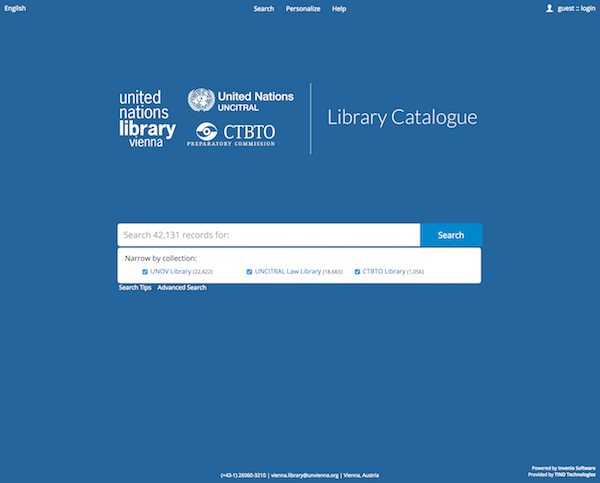 English
Search Personalize Help
guest :: login
united
nations
library
vienna
United Nations
UNCITRAL
CTBTO
PREPARATORY COMMISSION
Library Catalogue
Search 42,131 records for:
Search
Narrow by collection:
UNOV Library (22,422)
UNCITRAL Law Library (18,665)
CTBTO Library (1,056)
Search Tips Advanced Search
Powered by Invenio Software
Provided by TIND Technologies
(+43-1) 26060-3210 | vienna.library@unvienna.org | Vienna, Austria